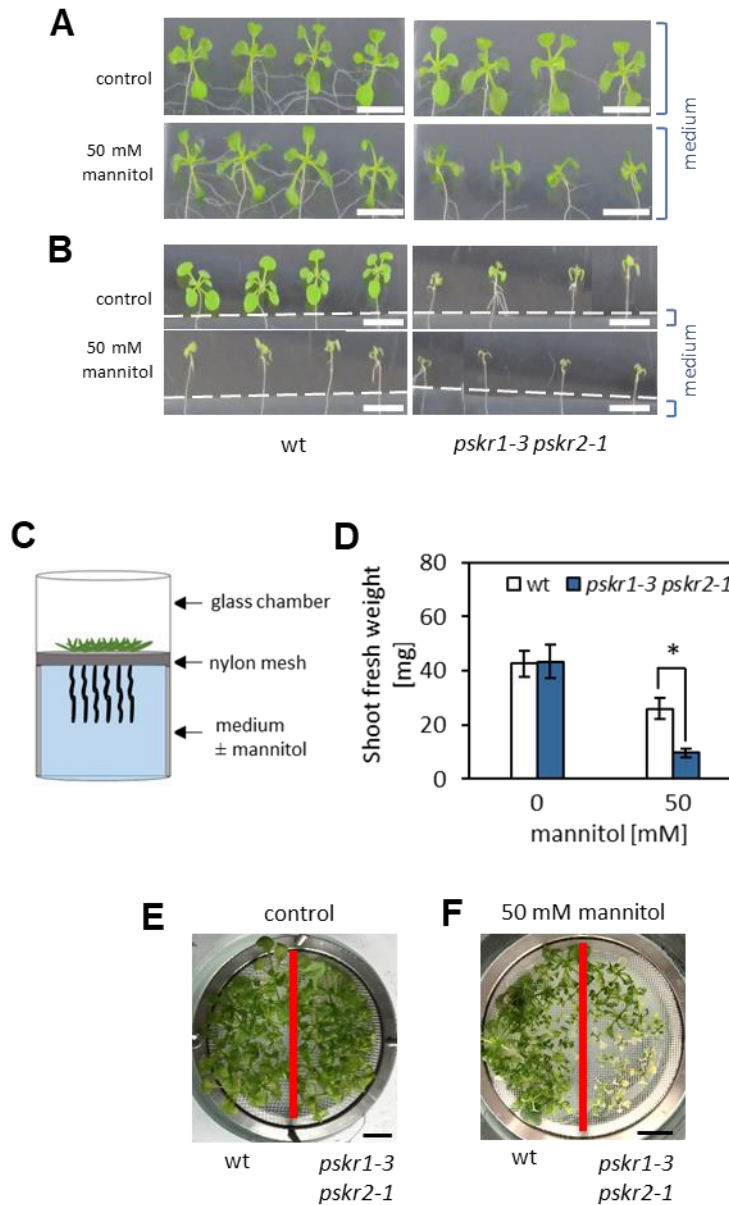 A
control
50 mM
mannitol
medium
B
control
50 mM
mannitol
medium
wt
pskr1-3 pskr2-1
C
glass chamber
nylon mesh
medium
± mannitol
D
Shoot fresh weight
[mg]
80
60
40
20
0
wt
pskr1-3 pskr2-1
*
0
50
mannitol [mM]
E
control
wt
pskr1-3
pskr2-1
F
50 mM mannitol
wt
pskr1-3
pskr2-1